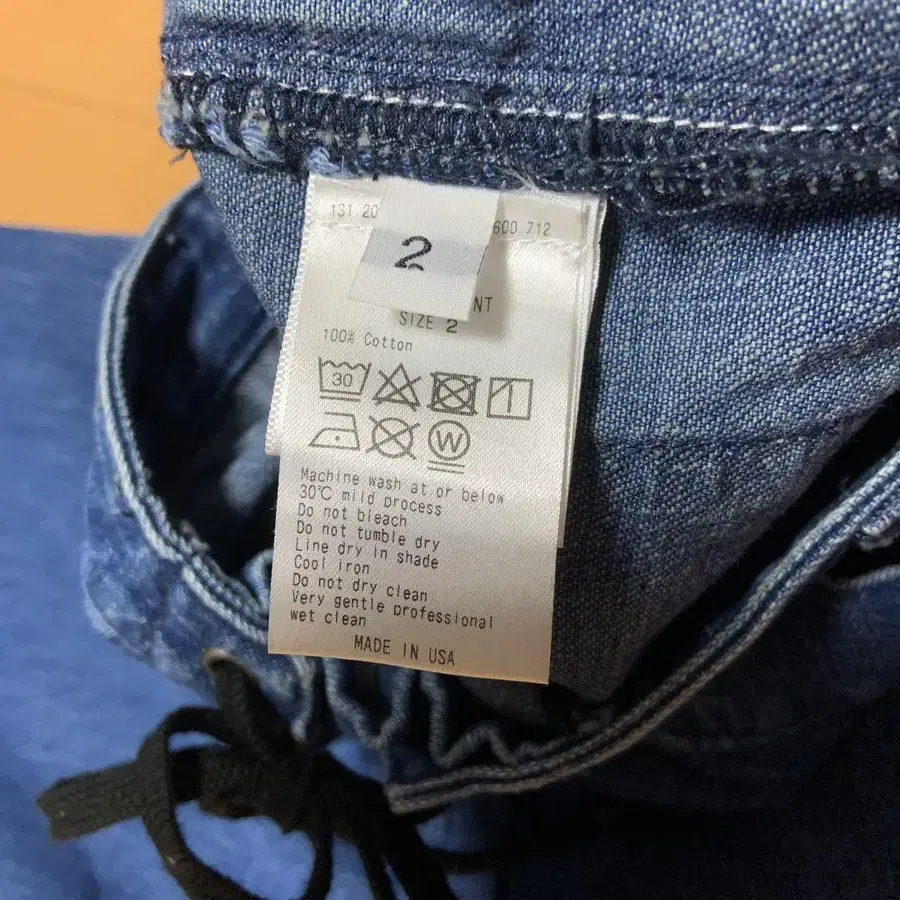 131 20
600 712
2
NT
SIZE 2
100% Cotton
30
W
Machine wash at or below
30°C mild process
Do not bleach
Do not tumble dry
Line dry in shade
Cool iron
Do not dry clean
Very gentle professional
wet clean
MADE IN USA